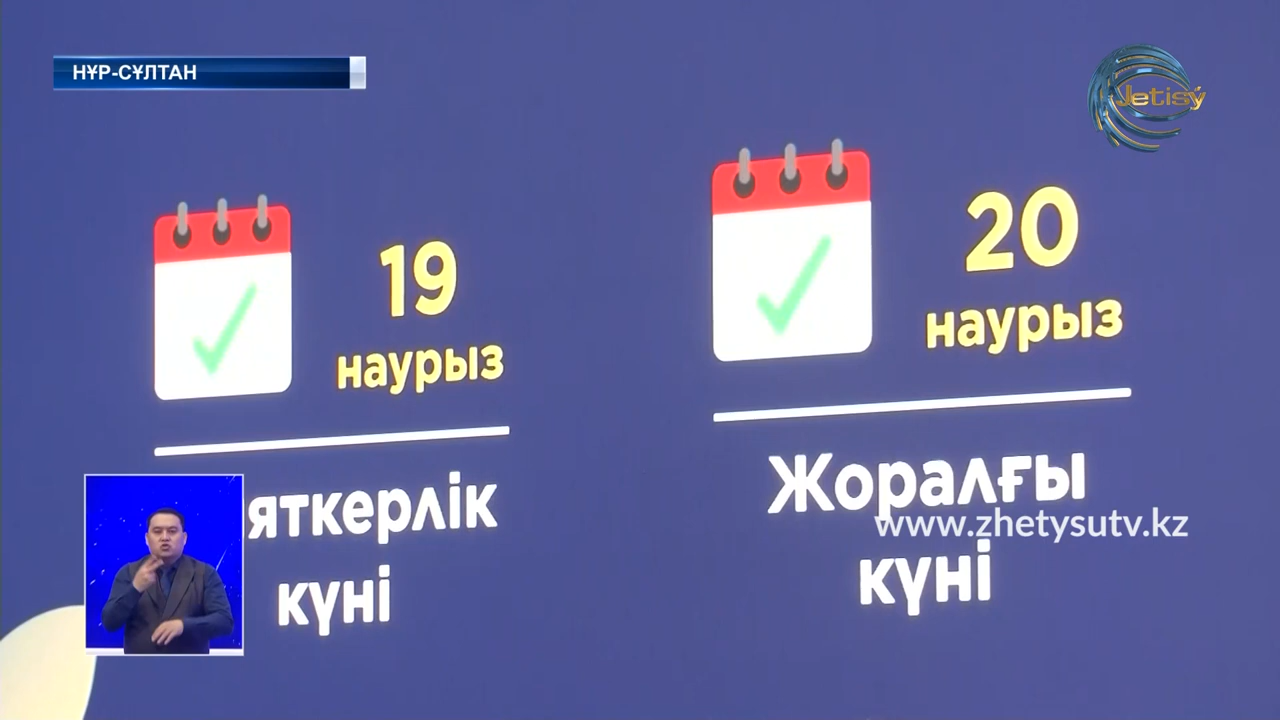 НҰР-СҰЛТАН
Jetisý
19
наурыз
яткерлік
күні
20
наурыз
Жоралғы
күні
www.zhetysutv.kz